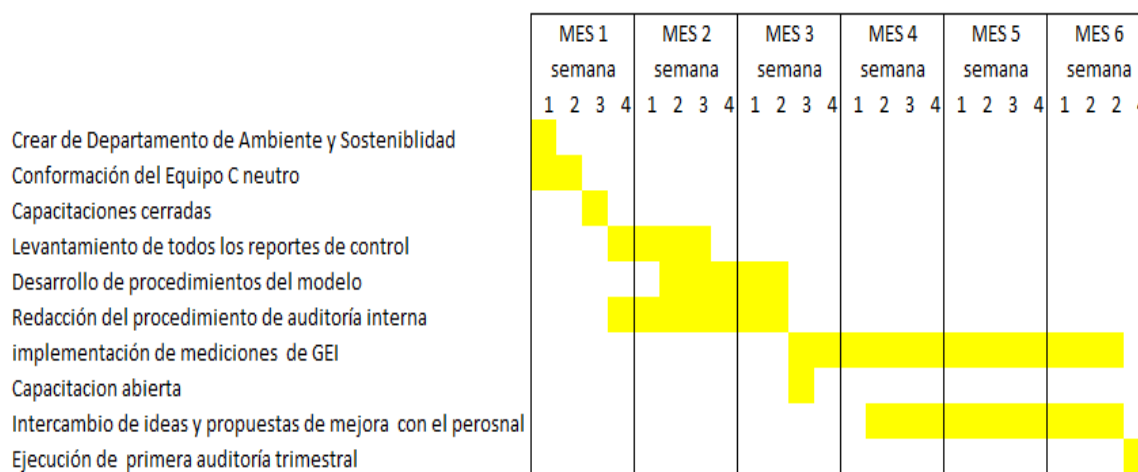 MES 1 MES 2 MES 3 MES 4 MES 5 MES 6
semana semana semana semana semana semana
1 2 3 4 1 2 3 4 1 2 3 4 1 2 3 4 1 2 3 4 1 2 2
Crear de Departamento de Ambiente y Senteniblidad
Conformación del Equipo C neutro
Capacitaciones cerradas
Levantamiento de todos los reportes de control
Desarrollo de procedimientos del modelo
Redacción del procedimiento de auditoría interna
implementación de mediciones de GEI
Capacitacion abierta
Intercambio de ideas y propuestas de mejora con el perosnal
Ejecución de primera auditoría trimestral